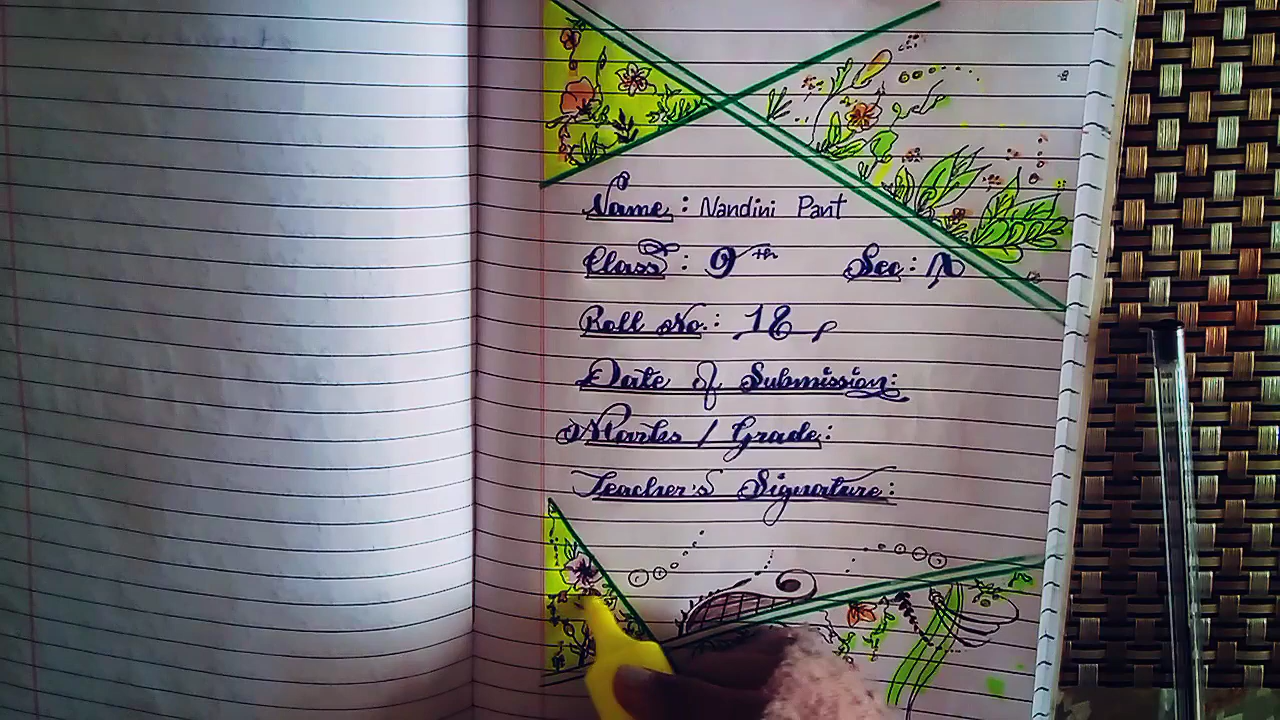 Name : Nandini Pant
Class : 9th Sec : A
Roll No. : 18
Date of Submission:
Marks / Grade:
Teacher's Signature: